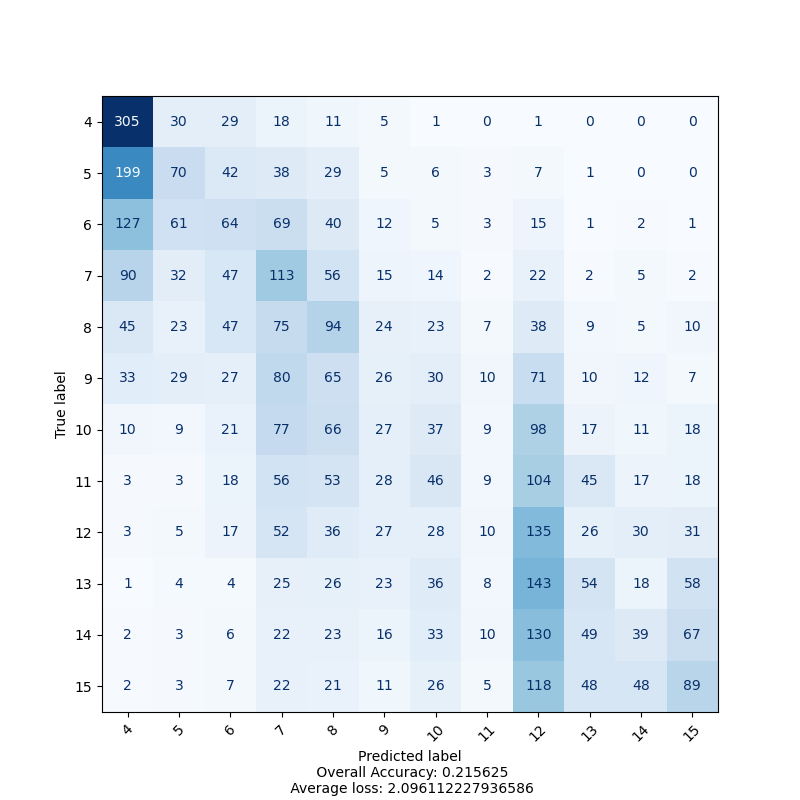 4 305 30 29 18 11 5 1 0 1 0 0 0
5 199 70 42 38 29 5 6 3 7 1 0 0
6 127 61 64 69 40 12 5 3 15 1 2 1
7 90 32 47 113 56 15 14 2 22 2 5 2
8 45 23 47 75 94 24 23 7 38 9 5 10
9 33 29 27 80 65 26 30 10 71 10 12 7
10 10 9 21 77 66 27 37 9 98 17 11 18
11 3 3 18 56 53 28 46 9 104 45 17 18
12 3 5 17 52 36 27 28 10 135 26 30 31
13 1 4 4 25 26 23 36 8 143 54 18 58
14 2 3 6 22 23 16 33 10 130 49 39 67
15 2 3 7 22 21 11 26 5 118 48 48 89
True label
4 5 6 7 8 9 10 11 12 13 14 15
Predicted label
Overall Accuracy: 0.215625
Average loss: 2.096112227936586